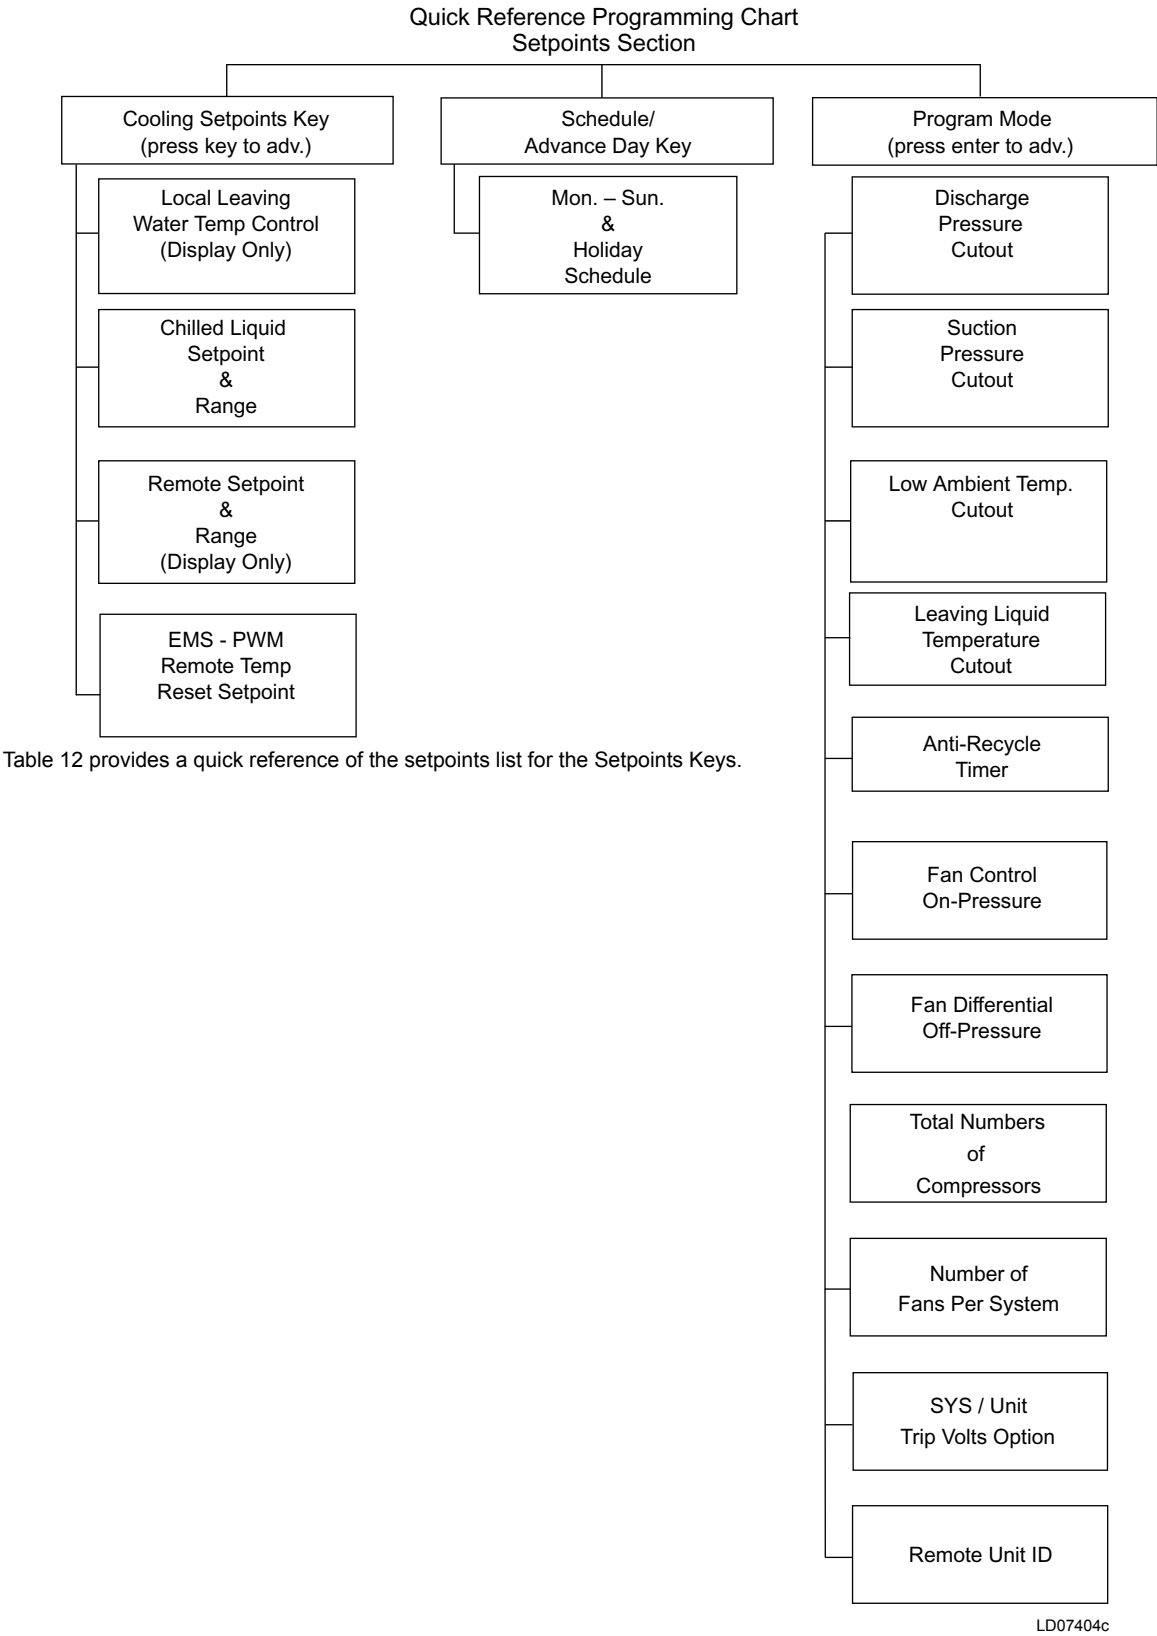 Quick Reference Programming Chart
Setpoints Section
Cooling Setpoints Key
(press key to adv.)
Local Leaving
Water Temp Control
(Display Only)
Chilled Liquid
Setpoint
&
Range
Remote Setpoint
&
Range
(Display Only)
EMS - PWM
Remote Temp
Reset Setpoint
Schedule/
Advance Day Key
Mon. – Sun.
&
Holiday
Schedule
Program Mode
(press enter to adv.)
Discharge
Pressure
Cutout
Suction
Pressure
Cutout
Low Ambient Temp.
Cutout
Leaving Liquid
Temperature
Cutout
Anti-Recycle
Timer
Fan Control
On-Pressure
Fan Differential
Off-Pressure
Total Numbers
of
Compressors
Number of
Fans Per System
SYS / Unit
Trip Volts Option
Remote Unit ID
Table 12 provides a quick reference of the setpoints list for the Setpoints Keys.
LD07404c